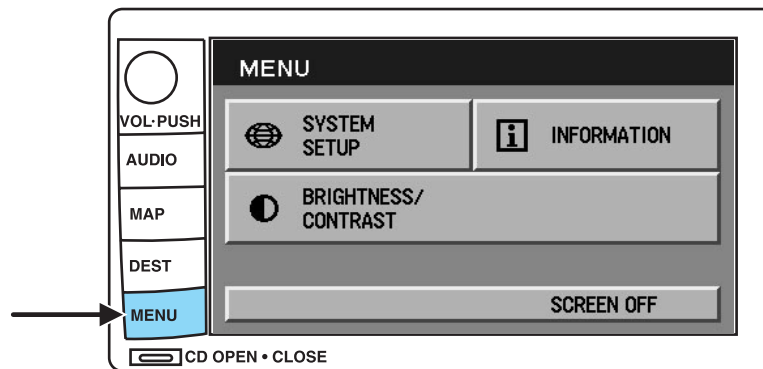 MENU
VOL·PUSH
AUDIO
MAP
DEST
MENU
SYSTEM
SETUP
i INFORMATION
BRIGHTNESS/
CONTRAST
SCREEN OFF
CD OPEN • CLOSE